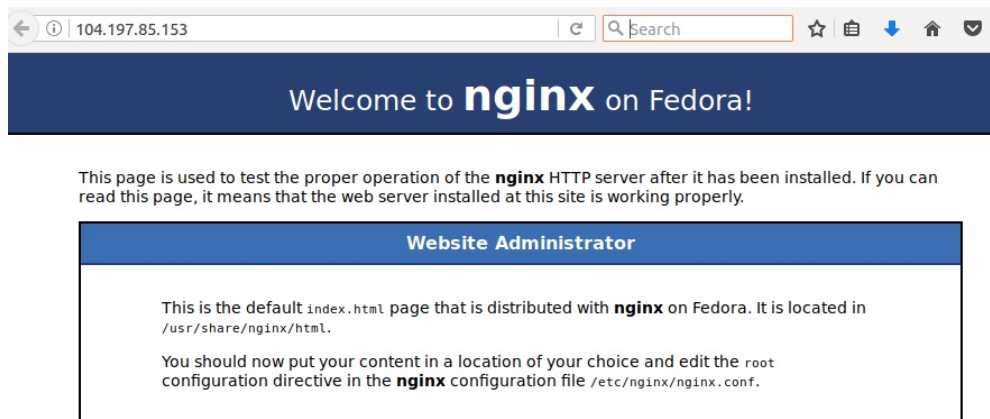 104.197.85.153
Search
Welcome to nginx on Fedora!
This page is used to test the proper operation of the nginx HTTP server after it has been installed. If you can
read this page, it means that the web server installed at this site is working properly.
Website Administrator
This is the default index.html page that is distributed with nginx on Fedora. It is located in
/usr/share/nginx/html.
You should now put your content in a location of your choice and edit the root
configuration directive in the nginx configuration file /etc/nginx/nginx.conf.